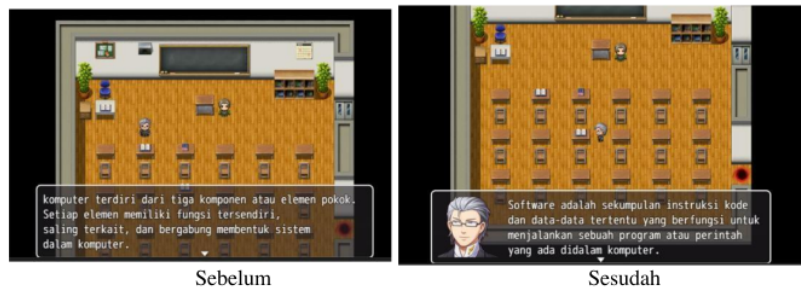 komputer terdiri dari tiga komponen atau elemen pokok.
Setiap elemen memiliki fungsi tersendiri,
saling terkait, dan bergabung membentuk sistem
dalam komputer.
Software adalah sekumpulan instruksi kode
dan data-data tertentu yang berfungsi untuk
menjalankan sebuah program atau perintah
yang ada didalam komputer.
Sebelum
Sesudah